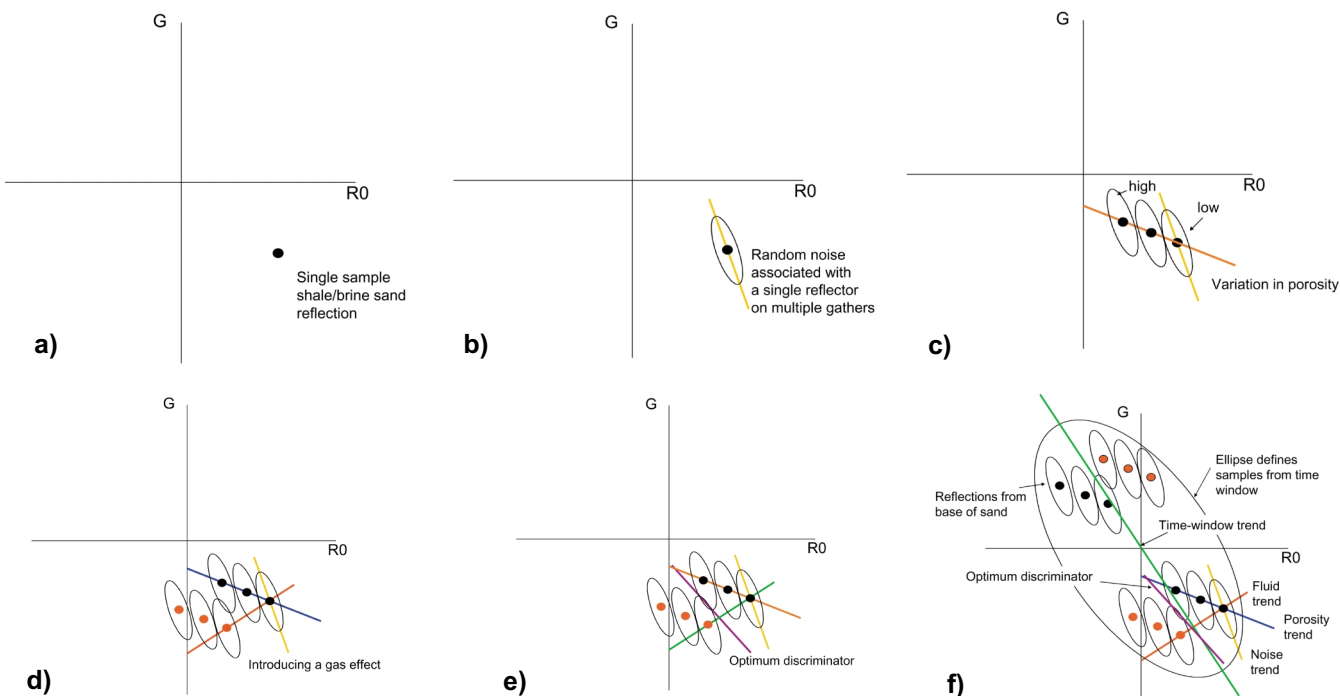 G
R0
Single sample
shale/brine sand
reflection
a)
G
R0
Random noise
associated with
a single reflector
on multiple gathers
b)
G
R0
high
low
Variation in porosity
c)
G
R0
Introducing a gas effect
d)
G
R0
Optimum discriminator
e)
G
Ellipse defines
samples from time
window
Reflections from
base of sand
Time-window trend
R0
Optimum discriminator
Fluid
trend
Porosity
trend
Noise
trend
f)